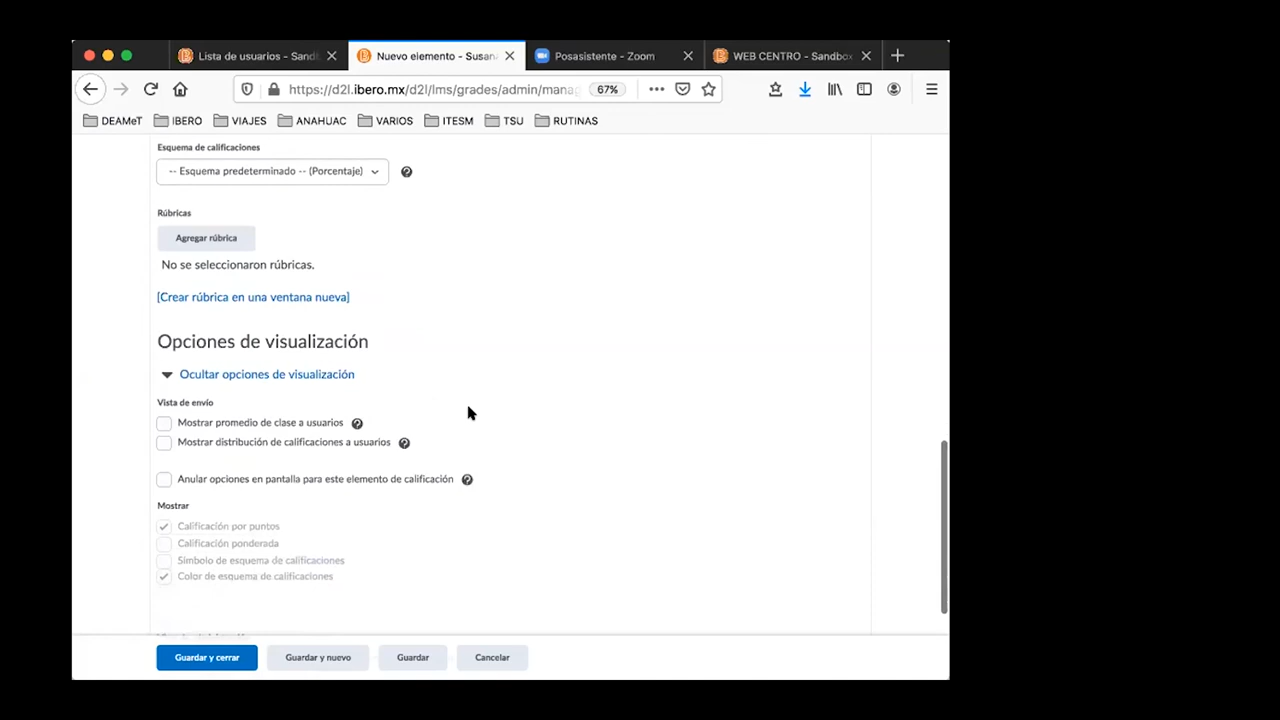 Lista de usuarios - Sand
Nuevo elemento - Susan
Posasistente - Zoom
WEB CENTRO - Sandbox
https://d2l.ibero.mx/d2l/lms/grades/admin/manag
67%
DEAMeT
IBERO
VIAJES
ANAHUAC
VARIOS
ITESM
TSU
RUTINAS
Esquema de calificaciones
-- Esquema predeterminado -- (Porcentaje)
Rúbricas
Agregar rúbrica
No se seleccionaron rúbricas.
[Crear rúbrica en una ventana nueva]
Opciones de visualización
Ocultar opciones de visualización
Vista de envío
Mostrar promedio de clase a usuarios
Mostrar distribución de calificaciones a usuarios
Anular opciones en pantalla para este elemento de calificación
Mostrar
Calificación por puntos
Calificación ponderada
Símbolo de esquema de calificaciones
Color de esquema de calificaciones
Guardar y cerrar
Guardar y nuevo
Guardar
Cancelar